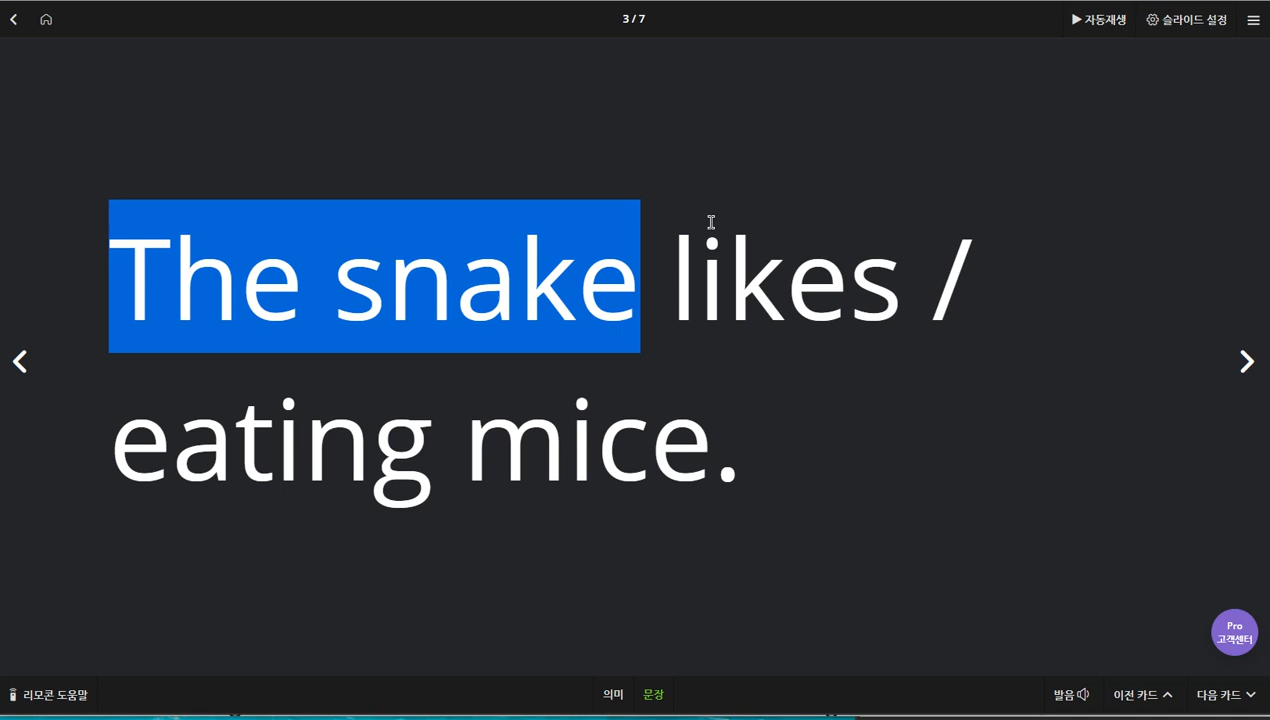 3 / 7
자동재생
슬라이드 설정
The snake likes /
eating mice.
Pro
고객센터
리모콘 도움말
의미
문장
발음
이전 카드
다음 카드